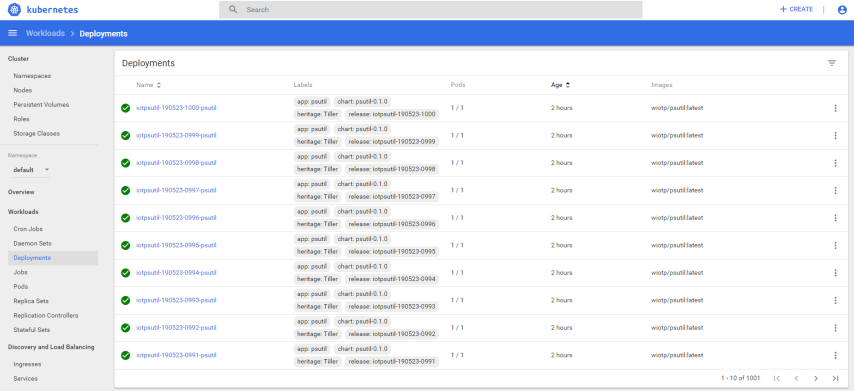 kubernetes
Search
+ CREATE
Workloads > Deployments
Cluster
Namespaces
Nodes
Persistent Volumes
Roles
Storage Classes
Namespace
default
Overview
Workloads
Cron Jobs
Daemon Sets
Deployments
Jobs
Pods
Replica Sets
Replication Controllers
Stateful Sets
Discovery and Load Balancing
Ingresses
Services
Deployments
Name Labels Pods Age Images
iotpsutil-190523-1000-psutil app: psutil chart: psutil-0.1.0 heritage: Tiller release: iotpsutil-190523-1000 1 / 1 2 hours wiotp/psutil:latest
iotpsutil-190523-0999-psutil app: psutil chart: psutil-0.1.0 heritage: Tiller release: iotpsutil-190523-0999 1 / 1 2 hours wiotp/psutil:latest
iotpsutil-190523-0998-psutil app: psutil chart: psutil-0.1.0 heritage: Tiller release: iotpsutil-190523-0998 1 / 1 2 hours wiotp/psutil:latest
iotpsutil-190523-0997-psutil app: psutil chart: psutil-0.1.0 heritage: Tiller release: iotpsutil-190523-0997 1 / 1 2 hours wiotp/psutil:latest
iotpsutil-190523-0996-psutil app: psutil chart: psutil-0.1.0 heritage: Tiller release: iotpsutil-190523-0996 1 / 1 2 hours wiotp/psutil:latest
iotpsutil-190523-0995-psutil app: psutil chart: psutil-0.1.0 heritage: Tiller release: iotpsutil-190523-0995 1 / 1 2 hours wiotp/psutil:latest
iotpsutil-190523-0994-psutil app: psutil chart: psutil-0.1.0 heritage: Tiller release: iotpsutil-190523-0994 1 / 1 2 hours wiotp/psutil:latest
iotpsutil-190523-0993-psutil app: psutil chart: psutil-0.1.0 heritage: Tiller release: iotpsutil-190523-0993 1 / 1 2 hours wiotp/psutil:latest
iotpsutil-190523-0992-psutil app: psutil chart: psutil-0.1.0 heritage: Tiller release: iotpsutil-190523-0992 1 / 1 2 hours wiotp/psutil:latest
iotpsutil-190523-0991-psutil app: psutil chart: psutil-0.1.0 heritage: Tiller release: iotpsutil-190523-0991 1 / 1 2 hours wiotp/psutil:latest
1 - 10 of 1001